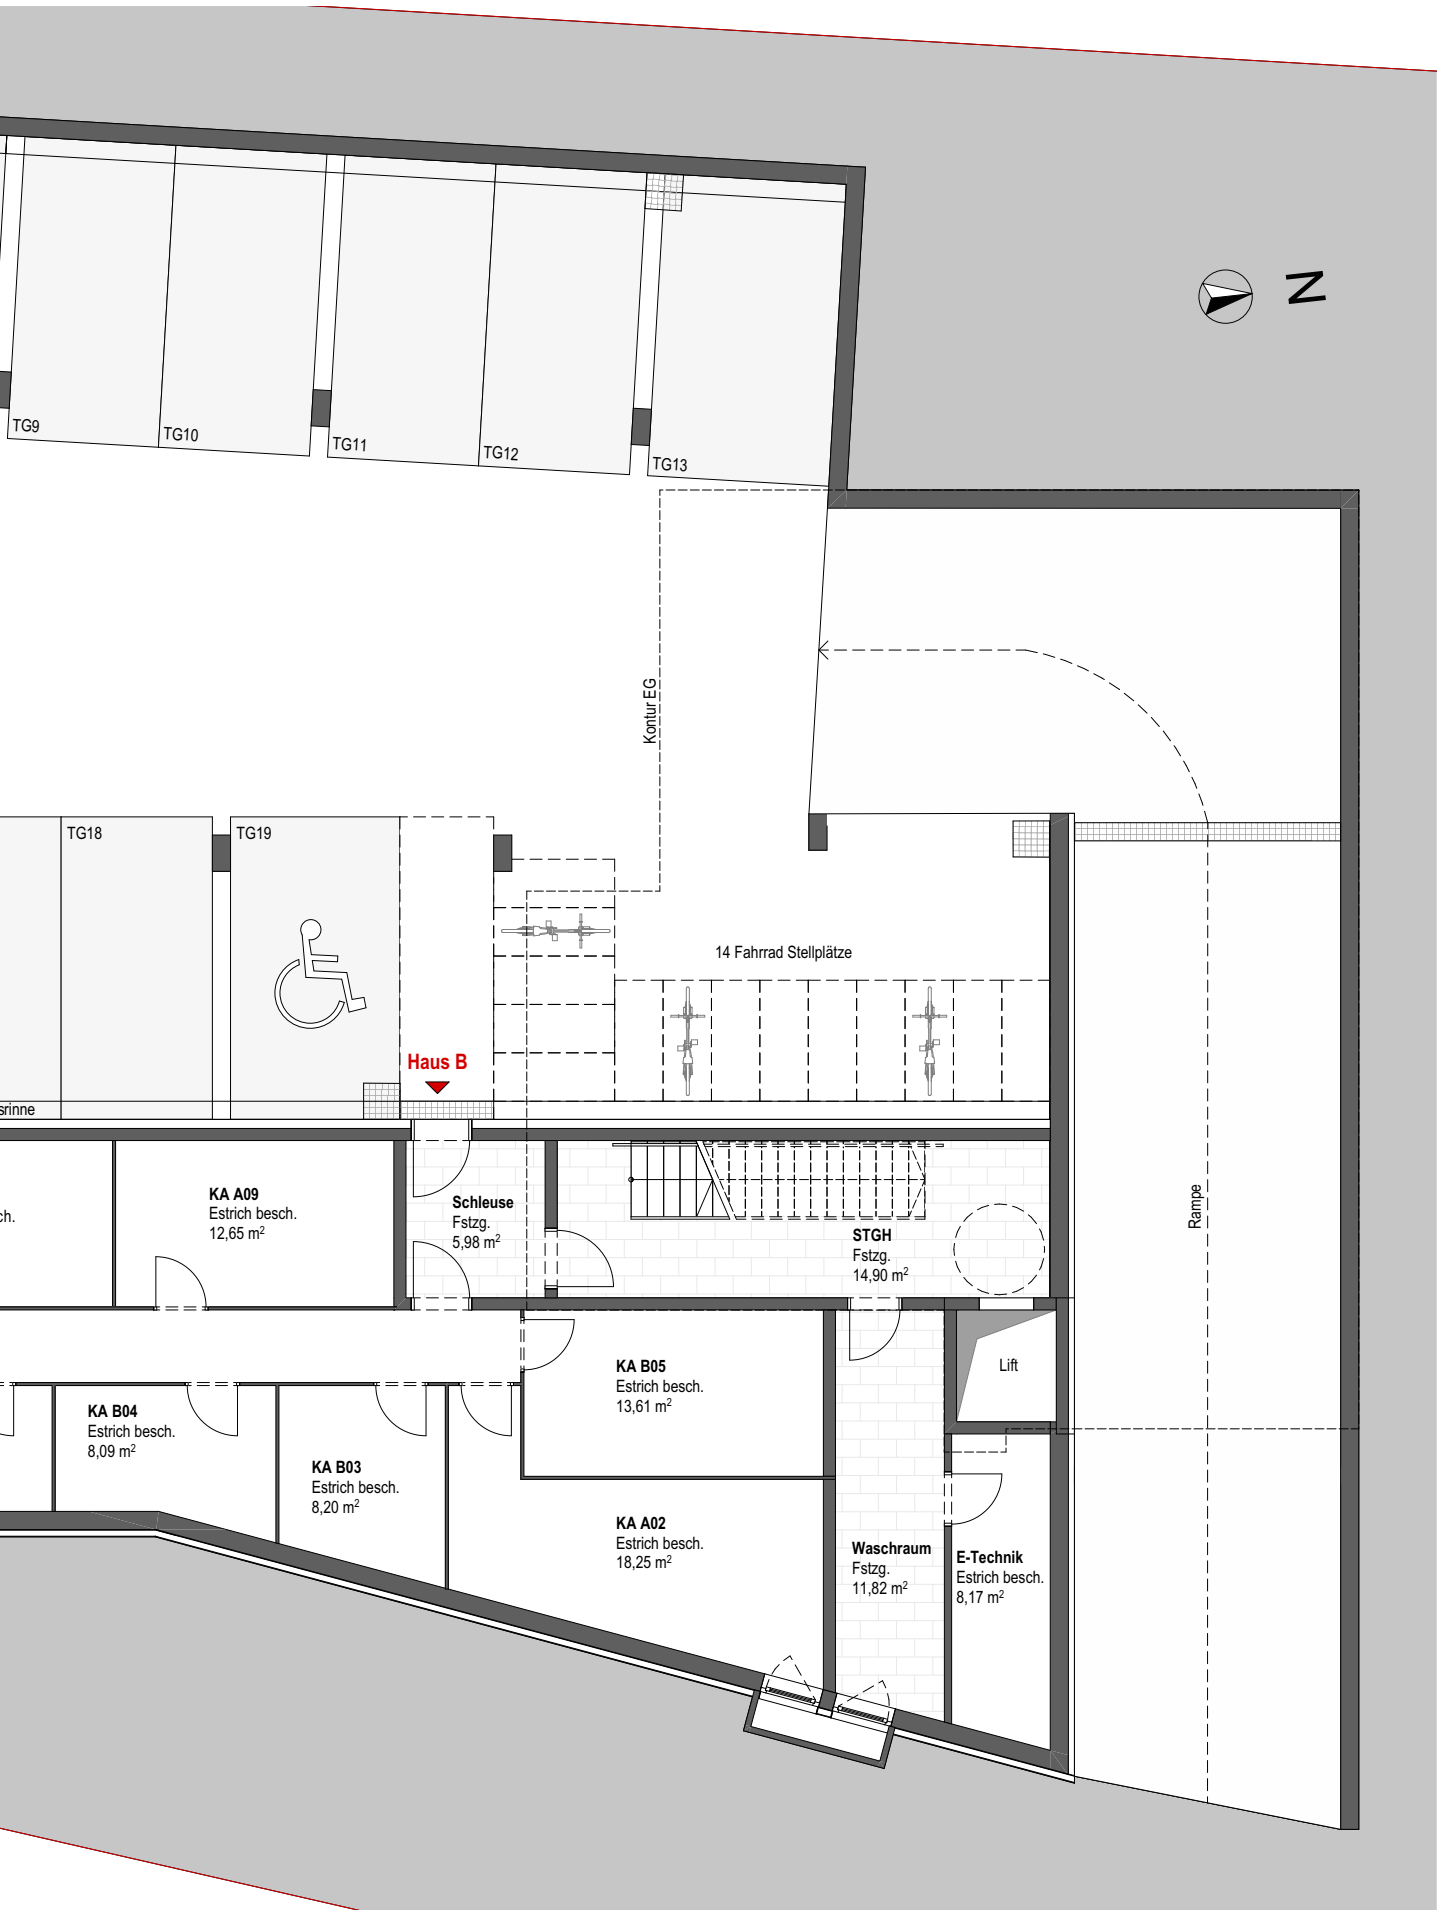 N
TG9
TG10
TG11
TG12
TG13
Kontur EG
TG18
TG19
14 Fahrrad Stellplätze
Haus B
srinne
KA A09
Estrich besch.
12,65 m²
ch.
Schleuse
Fstzg.
5,98 m²
STGH
Fstzg.
14,90 m²
Rampe
KA B05
Estrich besch.
13,61 m²
Lift
KA B04
Estrich besch.
8,09 m²
KA B03
Estrich besch.
8,20 m²
KA A02
Estrich besch.
18,25 m²
Waschraum
Fstzg.
11,82 m²
E-Technik
Estrich besch.
8,17 m²